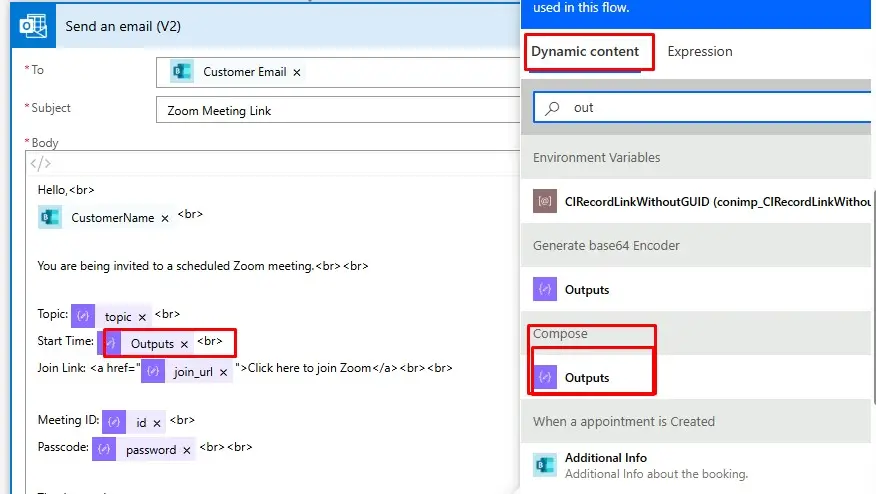 Send an email (V2)
* To
Customer Email ×
* Subject
Zoom Meeting Link
* Body
</>
Hello,<br>
CustomerName × <br>
You are being invited to a scheduled Zoom meeting.<br><br>
Topic: topic × <br>
Start Time: Outputs × <br>
Join Link: <a href=" join_url × ">Click here to join Zoom</a><br><br>
Meeting ID: id × <br>
Passcode: password × <br><br>
used in this flow.
Dynamic content
Expression
out
Environment Variables
CIRecordLinkWithoutGUID (conimp_CIRecordLinkWithou
Generate base64 Encoder
Outputs
Compose
Outputs
When a appointment is Created
Additional Info
Additional Info about the booking.